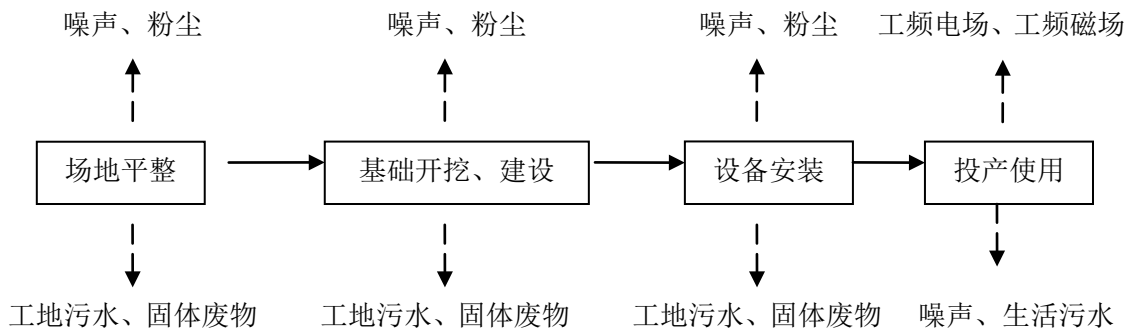 噪声、粉尘 噪声、粉尘 噪声、粉尘 工频电场、工频磁场
场地平整 基础开挖、建设 设备安装 投产使用
工地污水、固体废物 工地污水、固体废物 工地污水、固体废物 噪声、生活污水